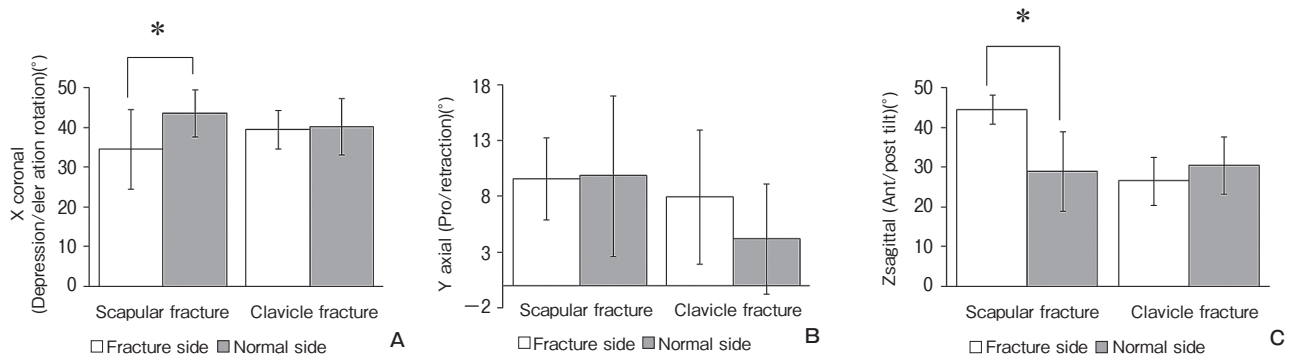 *
X coronal
(Depression/eler ation rotation)(°)
50
40
30
20
10
0
Scapular fracture Clavicle fracture
Fracture side Normal side
A
Y axial (Pro/retraction)(°)
18
13
8
3
−2
Scapular fracture Clavicle fracture
Fracture side Normal side
B
*
Zsagittal (Ant/post tilt)(°)
50
40
30
20
10
0
Scapular fracture Clavicle fracture
Fracture side Normal side
C